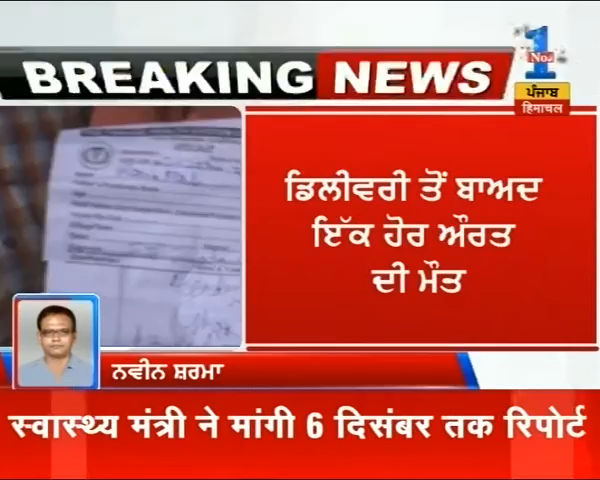 BREAKING NEWS
No.1
ਪੰਜਾਬ
हिमाचल
ਡਿਲੀਵਰੀ ਤੋਂ ਬਾਅਦ
ਇੱਕ ਹੋਰ ਔਰਤ
ਦੀ ਮੌਤ
ਨਵੀਨ ਸ਼ਰਮਾ
स्वास्थ्य मंत्री ने मांगी 6 दिसंबर तक रिपोर्ट